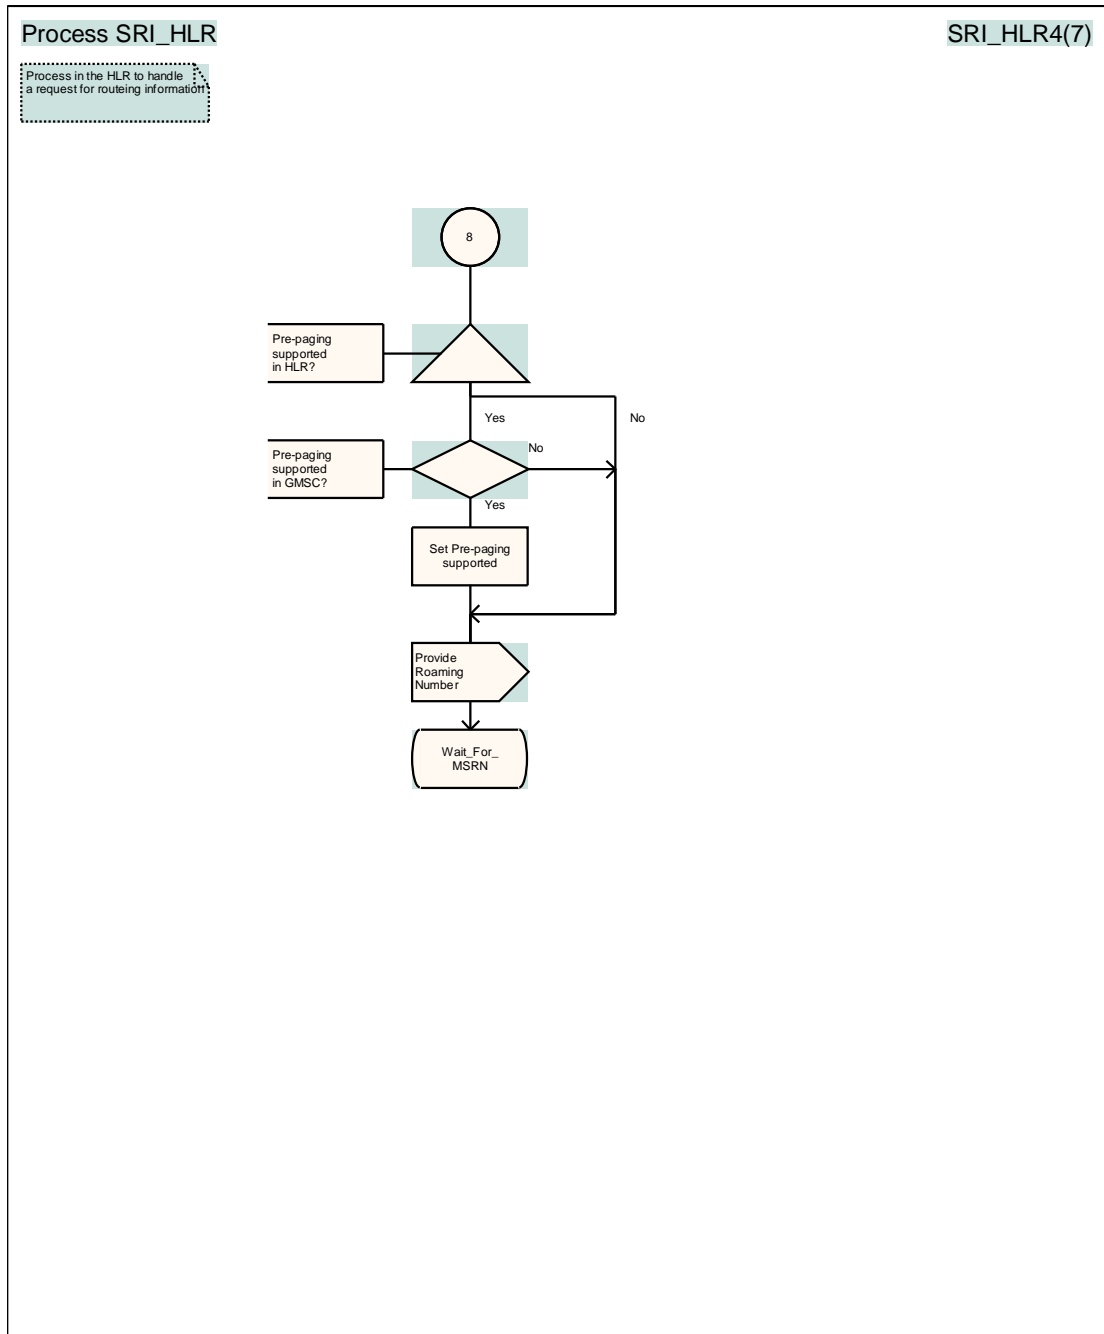 Process SRI_HLR
SRI_HLR4(7)
Process in the HLR to handle
a request for routeing information
8
Pre-paging
supported
in HLR?
Yes
No
Pre-paging
supported
in GMSC?
No
Yes
Set Pre-paging
supported
Provide
Roaming
Number
Wait_For_
MSRN